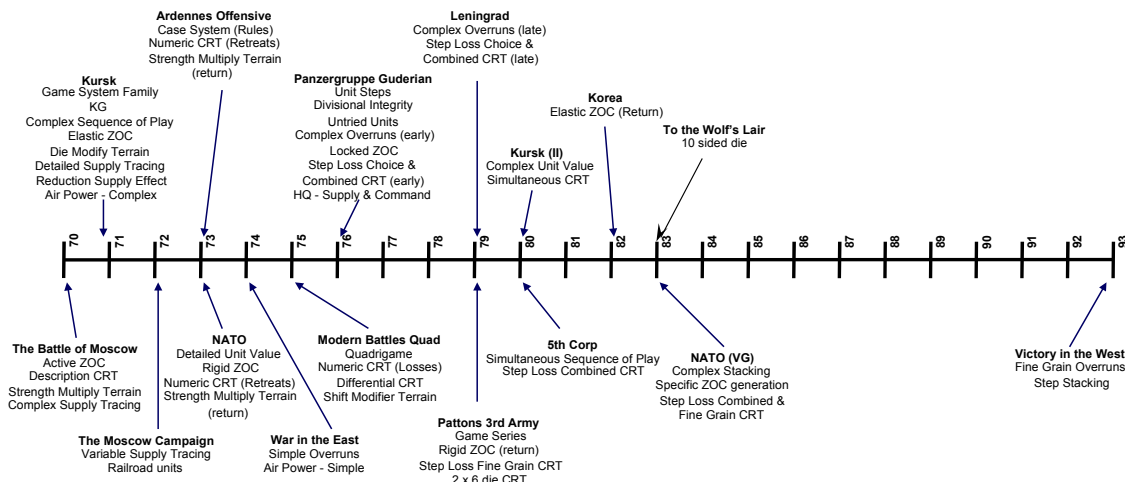 Ardennes Offensive
Case System (Rules)
Numeric CRT (Retreats)
Strength Multiply Terrain
(return)
Leningrad
Complex Overruns (late)
Step Loss Choice &
Combined CRT (late)
Kursk
Game System Family
KG
Complex Sequence of Play
Elastic ZOC
Die Modify Terrain
Detailed Supply Tracing
Reduction Supply Effect
Air Power - Complex
Panzergruppe Guderian
Unit Steps
Divisional Integrity
Untried Units
Complex Overruns (early)
Locked ZOC
Step Loss Choice &
Combined CRT (early)
HQ - Supply & Command
Kursk (II)
Complex Unit Value
Simultaneous CRT
Korea
Elastic ZOC (Return)
To the Wolf's Lair
10 sided die
70
71
72
73
74
75
76
77
78
79
80
81
82
83
84
85
86
87
88
89
90
91
92
93
The Battle of Moscow
Active ZOC
Description CRT
Strength Multiply Terrain
Complex Supply Tracing
The Moscow Campaign
Variable Supply Tracing
Railroad units
NATO
Detailed Unit Value
Rigid ZOC
Numeric CRT (Retreats)
Strength Multiply Terrain
(return)
War in the East
Simple Overruns
Air Power - Simple
Modern Battles Quad
Quadrigame
Numeric CRT (Losses)
Differential CRT
Shift Modifier Terrain
Pattons 3rd Army
Game Series
Rigid ZOC (return)
Step Loss Fine Grain CRT
2 x 6 die CRT
5th Corp
Simultaneous Sequence of Play
Step Loss Combined CRT
NATO (VG)
Complex Stacking
Specific ZOC generation
Step Loss Combined &
Fine Grain CRT
Victory in the West
Fine Grain Overruns
Step Stacking